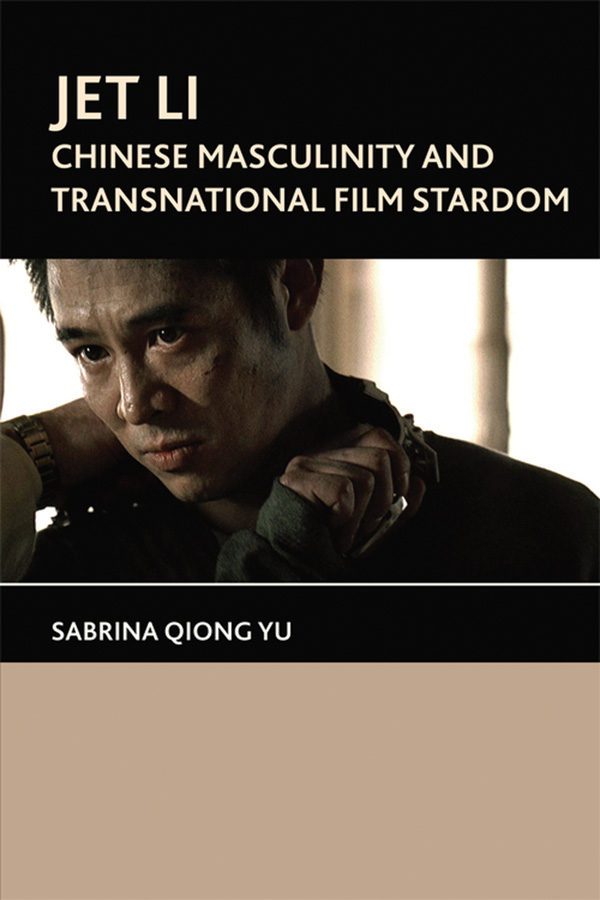 JET LI
CHINESE MASCULINITY AND
TRANSNATIONAL FILM STARDOM
SABRINA QIONG YU